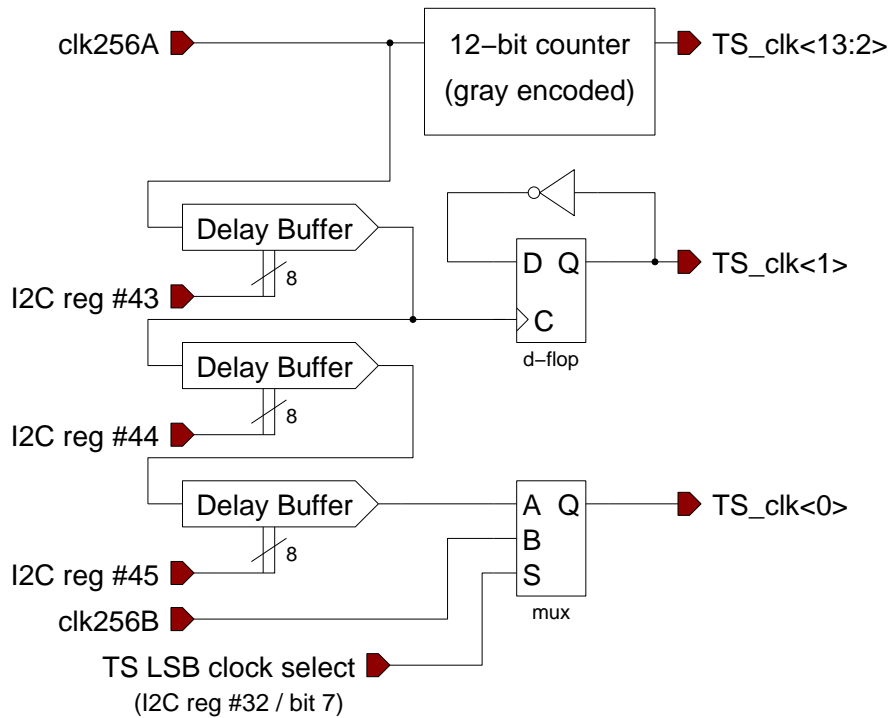 clk256A
12−bit counter
(gray encoded)
TS_clk<13:2>
Delay Buffer
8
I2C reg #43
D Q
C
d−flop
TS_clk<1>
Delay Buffer
8
I2C reg #44
Delay Buffer
8
I2C reg #45
A Q
B
S
mux
TS_clk<0>
clk256B
TS LSB clock select
(I2C reg #32 / bit 7)